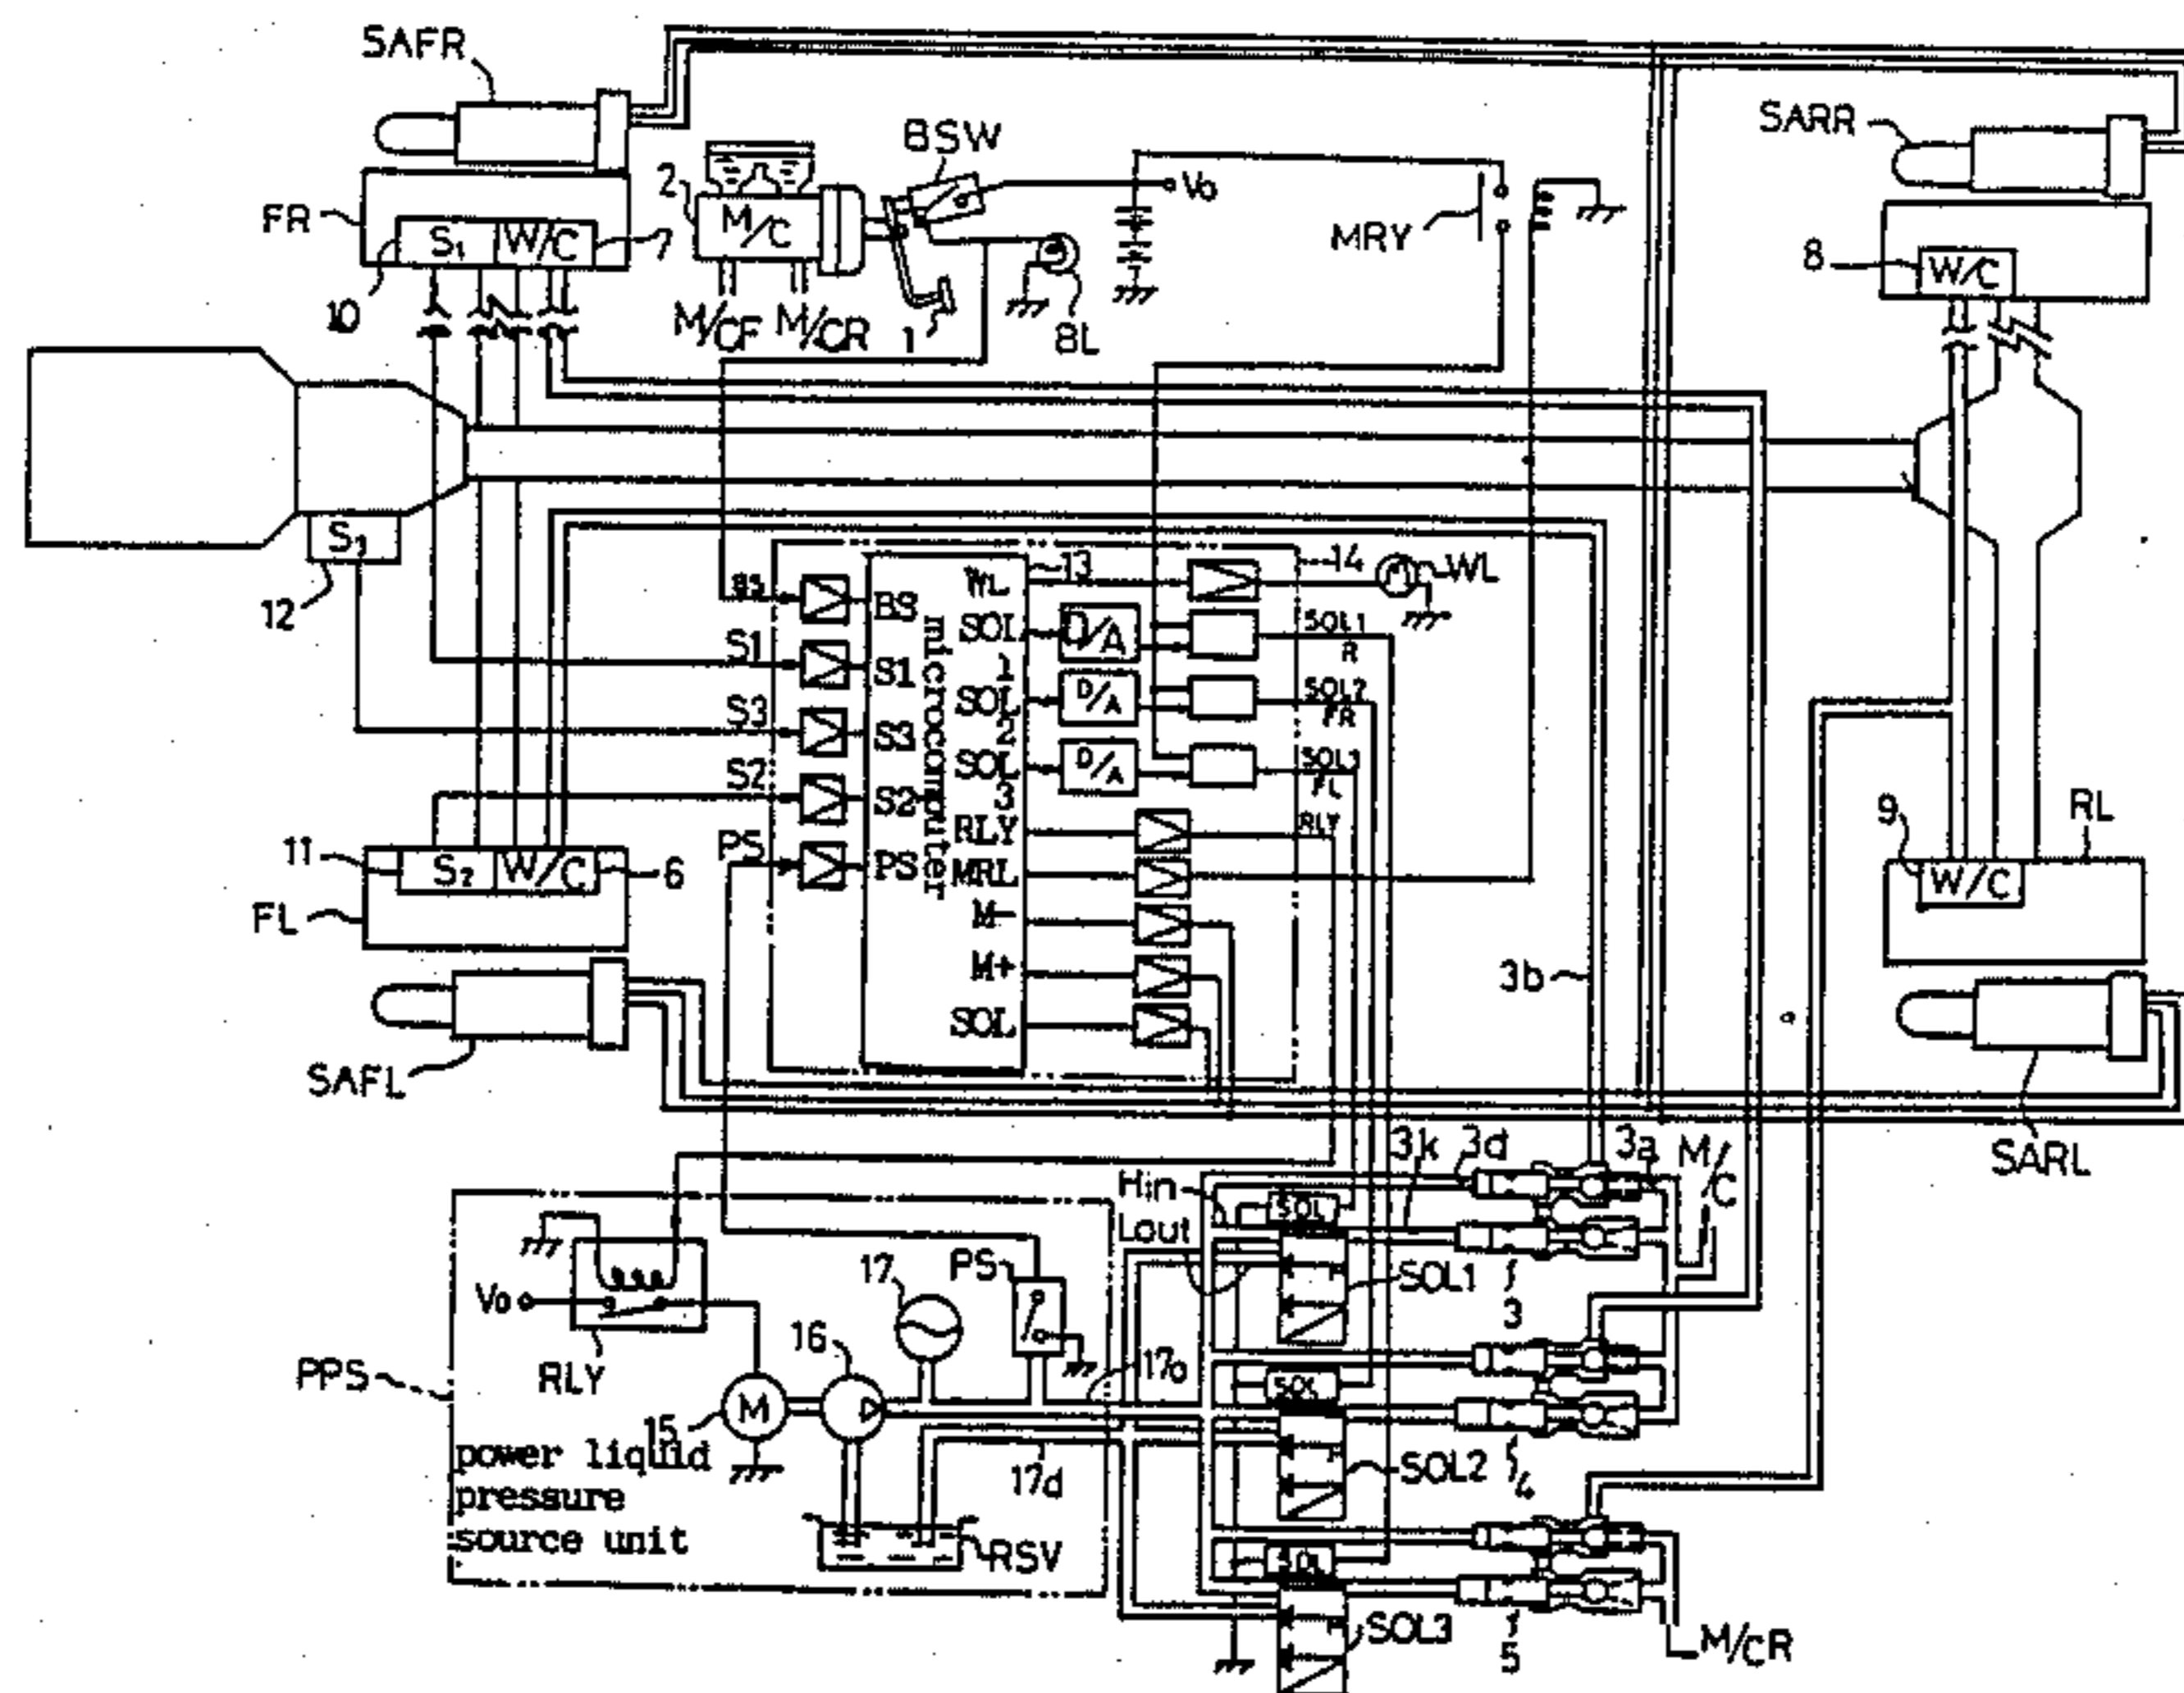 SAFR
FR
S1 W/C
7
10
2
M/C
M/CF M/CR
BSW
1
BL
Vo
MRY
SARR
8
W/C
S3
12
13
14
WL
WL
BS
BS
S1
S1
S3
S3
S2
S2
PS
PS
microcomputer
SOL
1
SOL
2
SOL
3
RLY
MRL
M-
M+
SOL
D/A
D/A
D/A
SOL1
R
SOL2
FR
FL
RLY
11
S2 W/C
6
FL
SAFL
9
RL
W/C
SARL
3b
3k
3d
3a
M/C
Hin
Lout
SOL
SOL1
3
SOL
SOL2
4
SOL
SOL3
5
M/CR
Vo
RLY
PPS
17
PS
16
15
M
17a
17d
RSV
power liquid
pressure
source unit